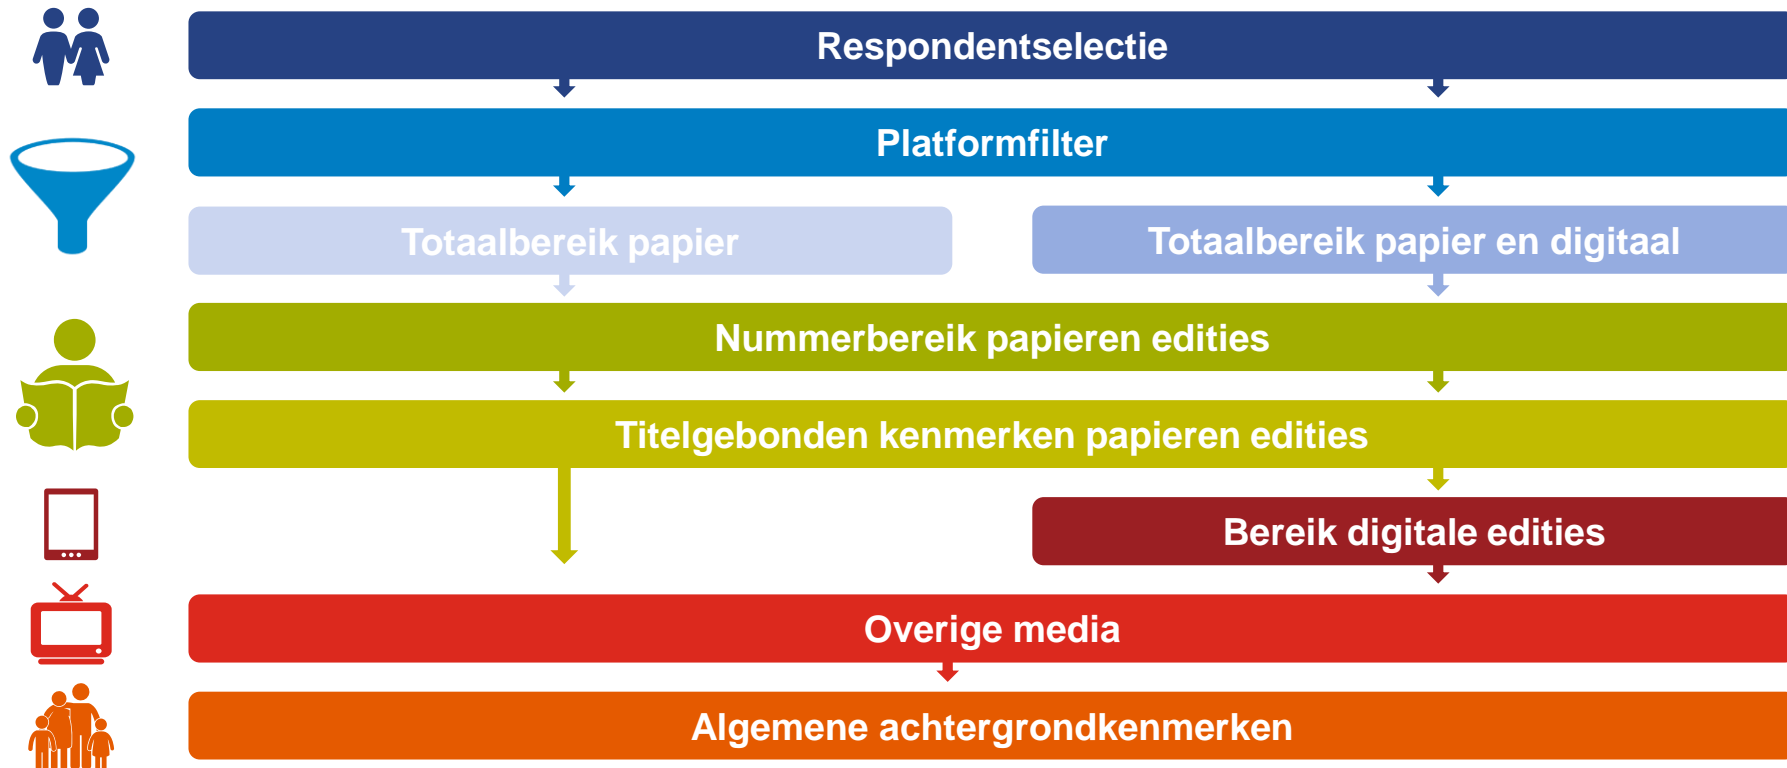 Respondentselectie
Platformfilter
Totaalbereik papier
Totaalbereik papier en digitaal
Nummerbereik papieren edities
Titelgebonden kenmerken papieren edities
Bereik digitale edities
Overige media
Algemene achtergrondkenmerken